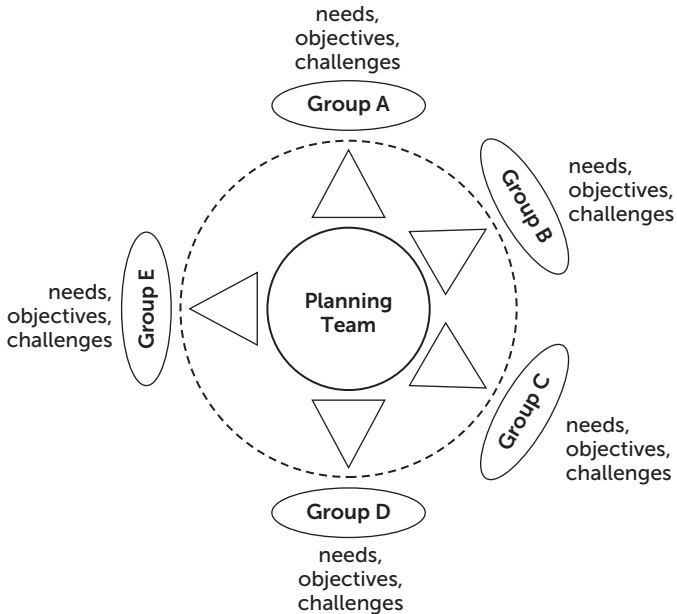 needs,
objectives,
challenges
Group A
Group B
needs,
objectives,
challenges
Group E
needs,
objectives,
challenges
Planning
Team
Group C
needs,
objectives,
challenges
Group D
needs,
objectives,
challenges